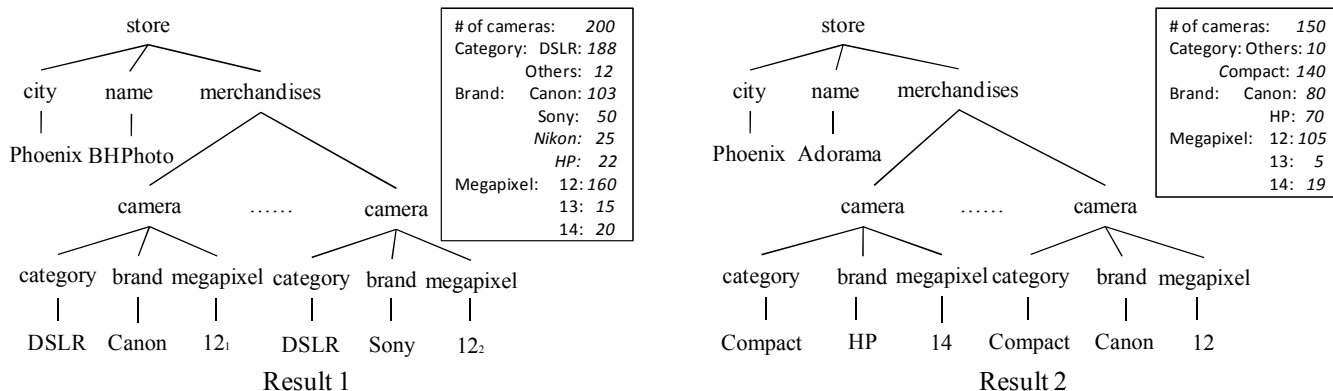 store
city name merchandises
Phoenix BHPhoto
camera ...... camera
category brand megapixel category brand megapixel
DSLR Canon 12₁ DSLR Sony 12₂
Result 1
# of cameras: 200
Category: DSLR: 188
Others: 12
Brand: Canon: 103
Sony: 50
Nikon: 25
HP: 22
Megapixel: 12: 160
13: 15
14: 20
store
city name merchandises
Phoenix Adorama
camera ...... camera
category brand megapixel category brand megapixel
Compact HP 14 Compact Canon 12
Result 2
# of cameras: 150
Category: Others: 10
Compact: 140
Brand: Canon: 80
HP: 70
Megapixel: 12: 105
13: 5
14: 19